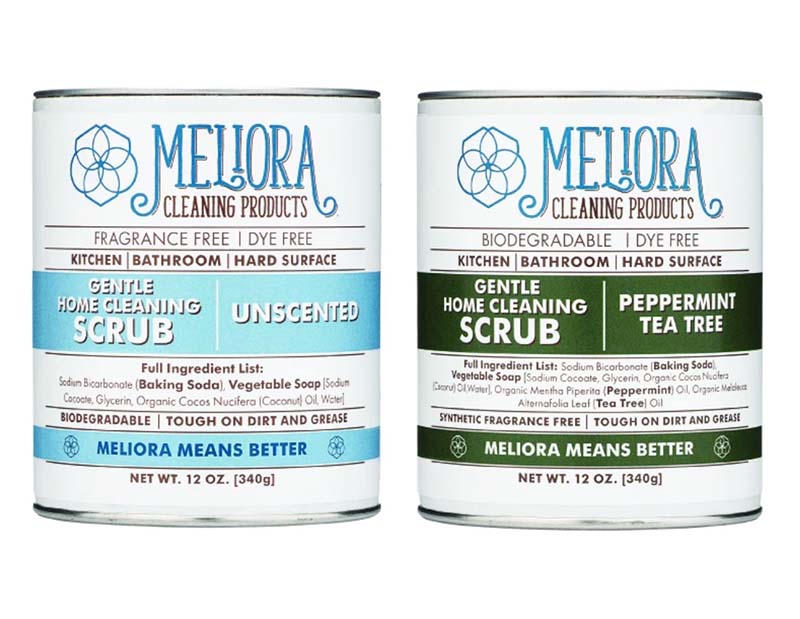 MELIORA
CLEANING PRODUCTS
FRAGRANCE FREE | DYE FREE
KITCHEN | BATHROOM | HARD SURFACE
GENTLE
HOME CLEANING
SCRUB
UNSCENTED
Full Ingredient List:
Sodium Bicarbonate (Baking Soda), Vegetable Soap [Sodium
Cocoate, Glycerin, Organic Cocos Nucifera (Coconut) Oil, Water]
BIODEGRADABLE | TOUGH ON DIRT AND GREASE
MELIORA MEANS BETTER
NET WT. 12 OZ. [340g]
MELIORA
CLEANING PRODUCTS
BIODEGRADABLE | DYE FREE
KITCHEN | BATHROOM | HARD SURFACE
GENTLE
HOME CLEANING
SCRUB
PEPPERMINT
TEA TREE
Full Ingredient List: Sodium Bicarbonate (Baking Soda),
Vegetable Soap [Sodium Cocoate, Glycerin, Organic Cocos Nucifera
(Coconut) Oil, Water], Organic Mentha Piperita (Peppermint) Oil, Organic Melaleuca
Alternafolia Leaf (Tea Tree) Oil
SYNTHETIC FRAGRANCE FREE | TOUGH ON DIRT AND GREASE
MELIORA MEANS BETTER
NET WT. 12 OZ. [340g]